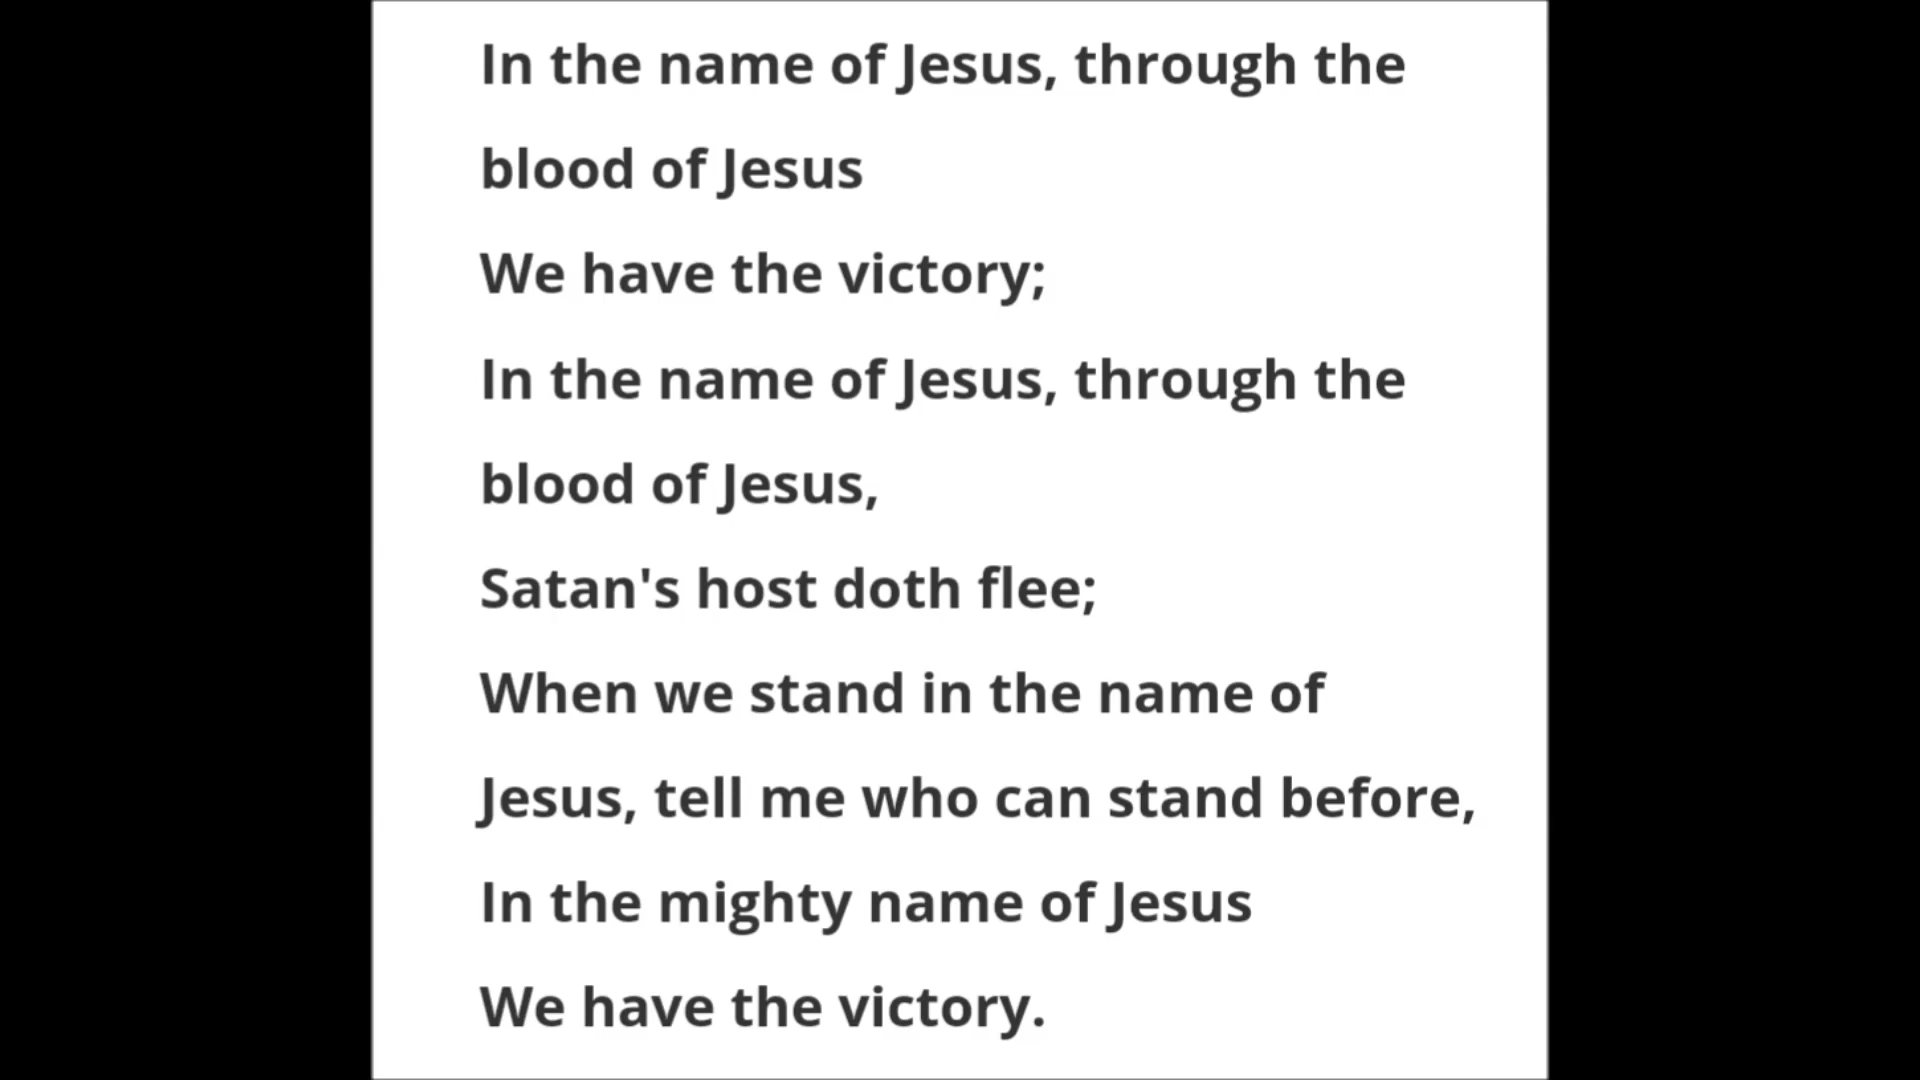 In the name of Jesus, through the
blood of Jesus
We have the victory;
In the name of Jesus, through the
blood of Jesus,
Satan's host doth flee;
When we stand in the name of
Jesus, tell me who can stand before,
In the mighty name of Jesus
We have the victory.